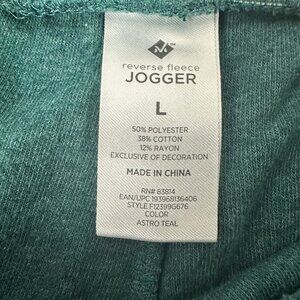 reverse fleece
JOGGER
L
50% POLYESTER
38% COTTON
12% RAYON
EXCLUSIVE OF DECORATION
MADE IN CHINA
RN# 83814
EAN/UPC 193968136406
STYLE F12399G676
COLOR
ASTRO TEAL